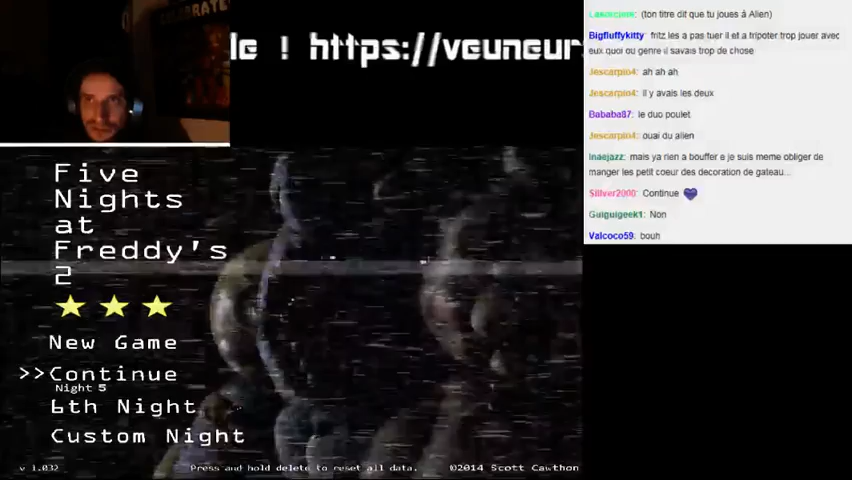 CELEBRATE
le ! https://veuneur
Five
Nights
at
Freddy's
2
New Game
>>Continue
Night 5
6th Night
Custom Night
v 1.032
Press and hold delete to reset all data.
©2014 Scott Cawthon
(ton titre dit que tu joues à Alien)
Bigfluffykitty: fritz les a pas tuer il et a tripoter trop jouer avec
eux quoi ou genre il savais trop de chose
Jescarpio4: ah ah ah
Jescarpio4: il y avais les deux
Bababa87: le duo poulet
Jescarpio4: ouai du alien
Inaejazz: mais ya rien a bouffer e je suis meme obliger de
manger les petit coeur des decoration de gateau...
Sillver2000: Continue
Guiguigeek1: Non
Valcoco59: bouh